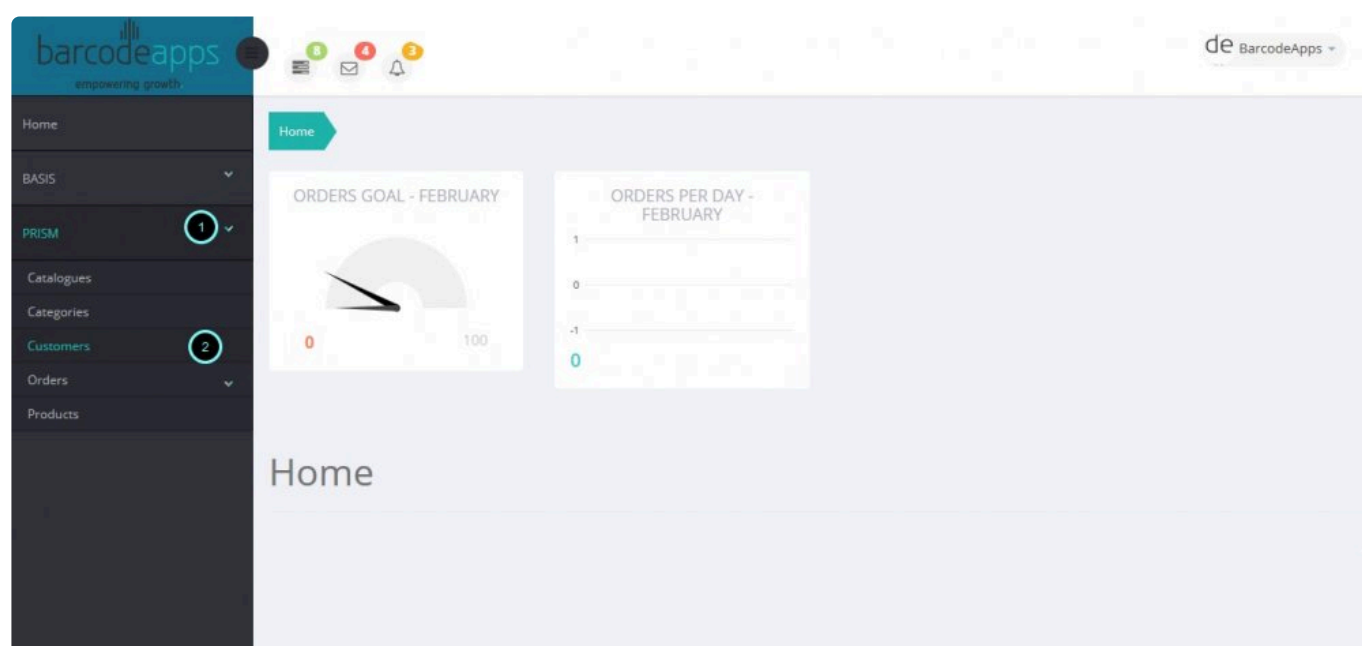 barcodeapps
empowering growth
8
4
3
de BarcodeApps
Home
BASIS
PRISM
1
Catalogues
Categories
Customers
2
Orders
Products
Home
ORDERS GOAL - FEBRUARY
0
100
ORDERS PER DAY -
FEBRUARY
1
0
-1
0
Home